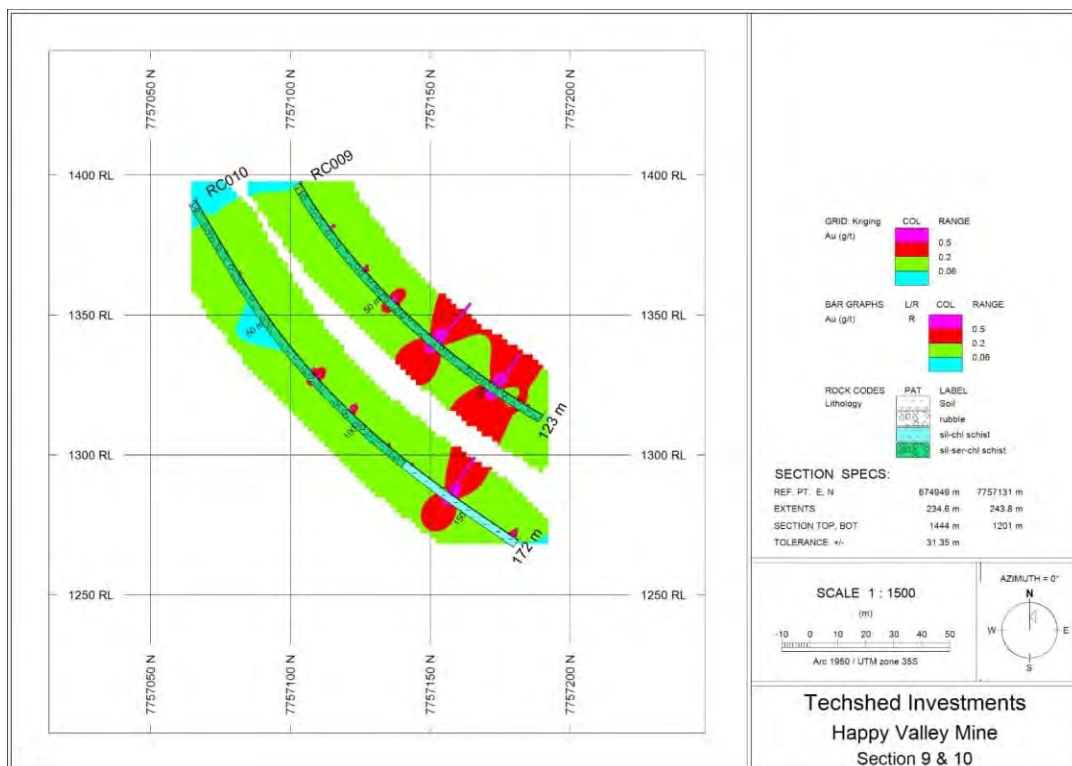 7757050 N
7757100 N
7757150 N
7757200 N
1400 RL
1400 RL
RC010
RC009
1350 RL
1350 RL
50 m
50 m
100
123 m
1300 RL
1300 RL
150
172 m
1250 RL
1250 RL
7757050 N
7757100 N
7757150 N
7757200 N
GRID: Kriging COL RANGE
Au (g/t)
0.5
0.2
0.06
BAR GRAPHS L/R COL RANGE
Au (g/t) R
0.5
0.2
0.06
ROCK CODES PAT LABEL
Lithology Soil
rubble
sil-chl schist
sil-ser-chl schist
SECTION SPECS:
REF. PT. E, N 674949 m 7757131 m
EXTENTS 234.6 m 243.8 m
SECTION TOP, BOT 1444 m 1201 m
TOLERANCE +/- 31.35 m
SCALE 1 : 1500
(m)
-10 0 10 20 30 40 50
Arc 1950 / UTM zone 35S
AZIMUTH = 0°
N
W
E
S
Techshed Investments
Happy Valley Mine
Section 9 & 10